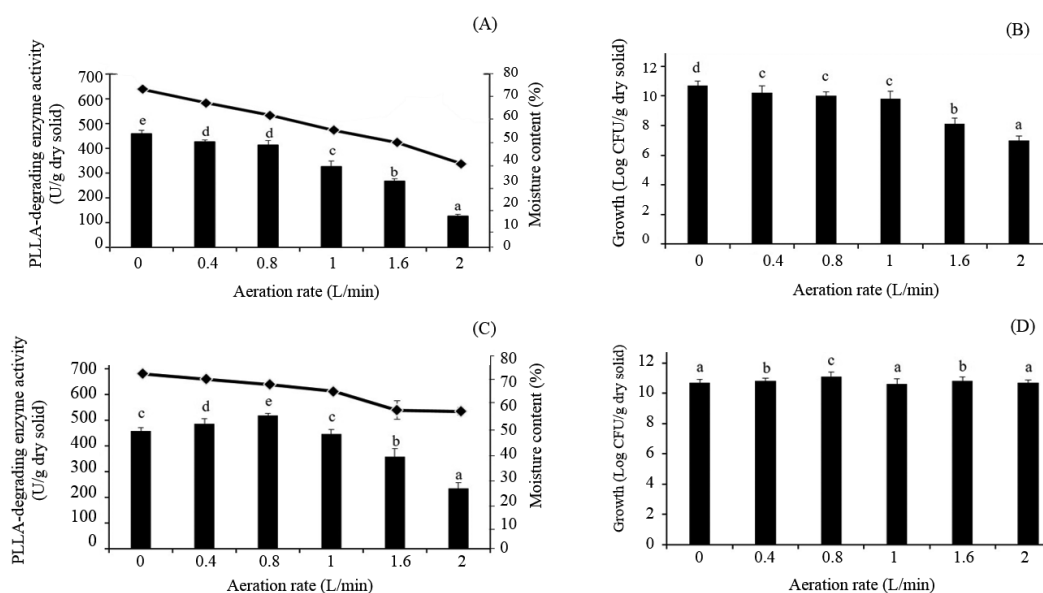 (A)
PLLA-degrading enzyme activity
(U/g dry solid)
700
600
500
400
300
200
100
0
e
d
d
c
b
a
80
70
60
50
40
30
20
10
0
Moisture content (%)
0 0.4 0.8 1 1.6 2
Aeration rate (L/min)
(B)
Growth (Log CFU/g dry solid)
12
10
8
6
4
2
0
d
c
c
c
b
a
0 0.4 0.8 1 1.6 2
Aeration rate (L/min)
(C)
PLLA-degrading enzyme activity
(U/g dry solid)
700
600
500
400
300
200
100
0
c
d
e
c
b
a
80
70
60
50
40
30
20
10
0
Moisture content (%)
0 0.4 0.8 1 1.6 2
Aeration rate (L/min)
(D)
Growth (Log CFU/g dry solid)
12
10
8
6
4
2
0
a
b
c
a
b
a
0 0.4 0.8 1 1.6 2
Aeration rate (L/min)